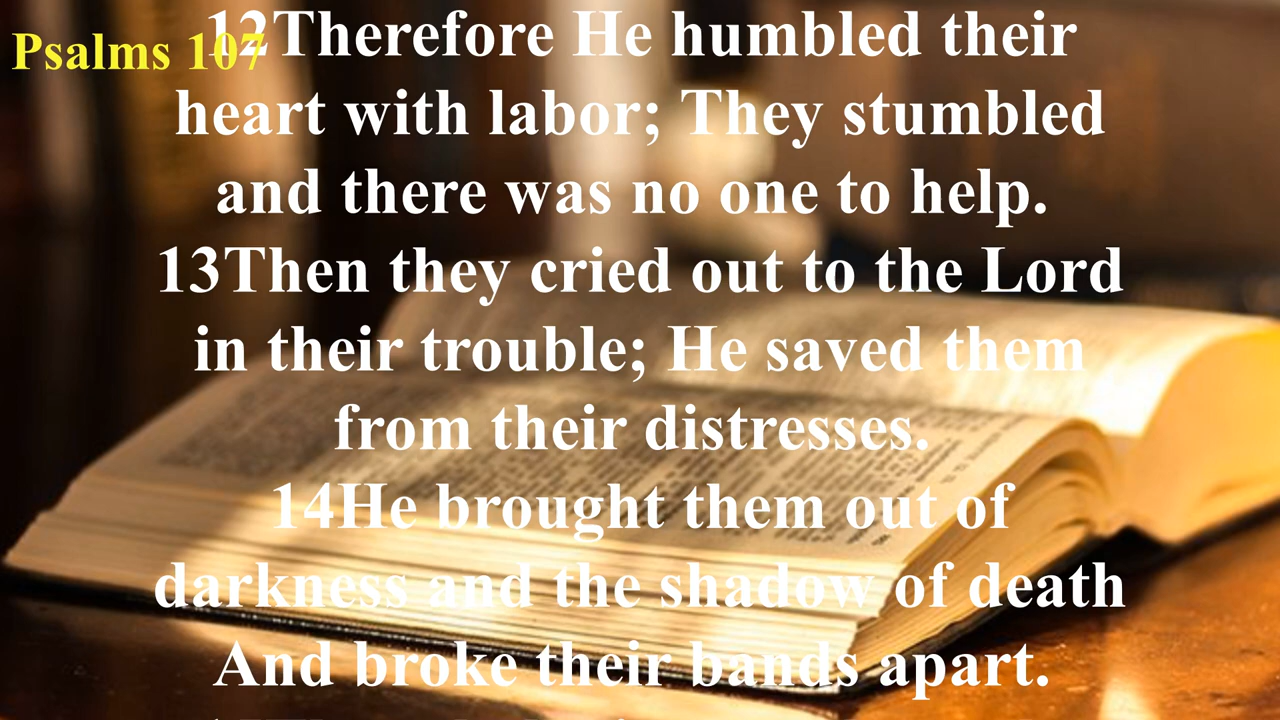 Psalms 107
12Therefore He humbled their
heart with labor; They stumbled
and there was no one to help.
13Then they cried out to the Lord
in their trouble; He saved them
from their distresses.
14He brought them out of
darkness and the shadow of death
And broke their bands apart.